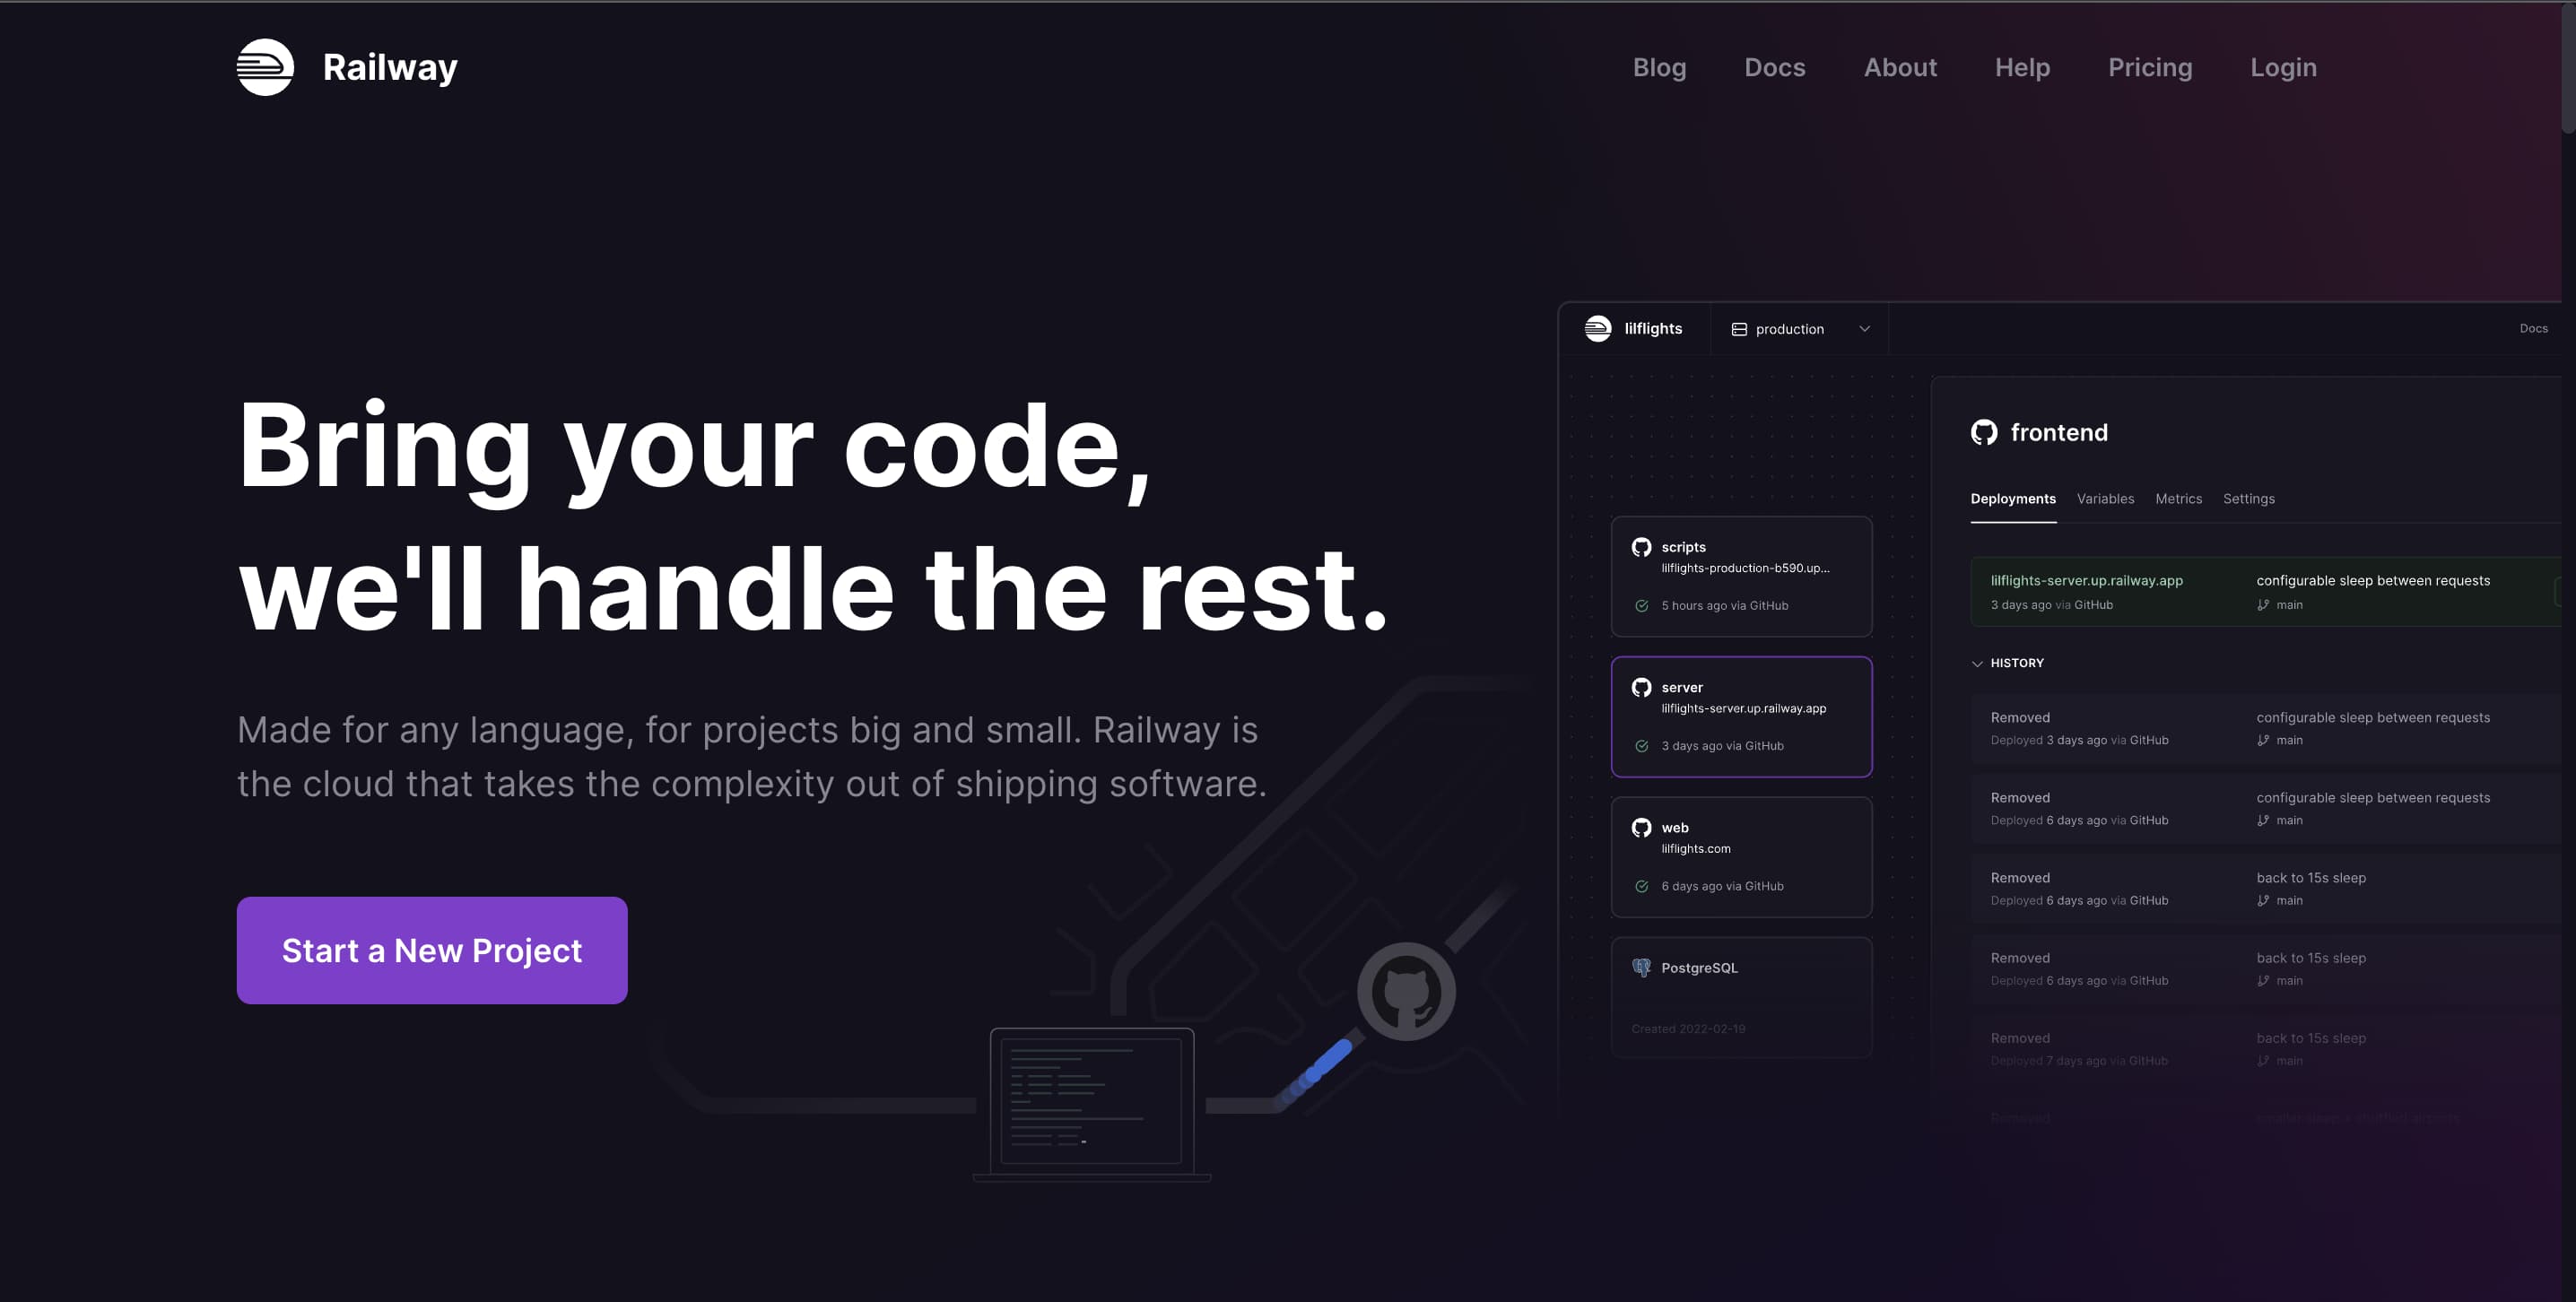 Railway
Blog Docs About Help Pricing Login
Bring your code,
we'll handle the rest.
Made for any language, for projects big and small. Railway is
the cloud that takes the complexity out of shipping software.
Start a New Project
lilflights production Docs
scripts
lilflights-production-b590.up...
5 hours ago via GitHub
server
lilflights-server.up.railway.app
3 days ago via GitHub
web
lilflights.com
6 days ago via GitHub
PostgreSQL
Created 2022-02-19
frontend
Deployments Variables Metrics Settings
lilflights-server.up.railway.app configurable sleep between requests
3 days ago via GitHub main
HISTORY
Removed configurable sleep between requests
Deployed 3 days ago via GitHub main
Removed configurable sleep between requests
Deployed 6 days ago via GitHub main
Removed back to 15s sleep
Deployed 6 days ago via GitHub main
Removed back to 15s sleep
Deployed 6 days ago via GitHub main
Removed back to 15s sleep
Deployed 7 days ago via GitHub main
Removed